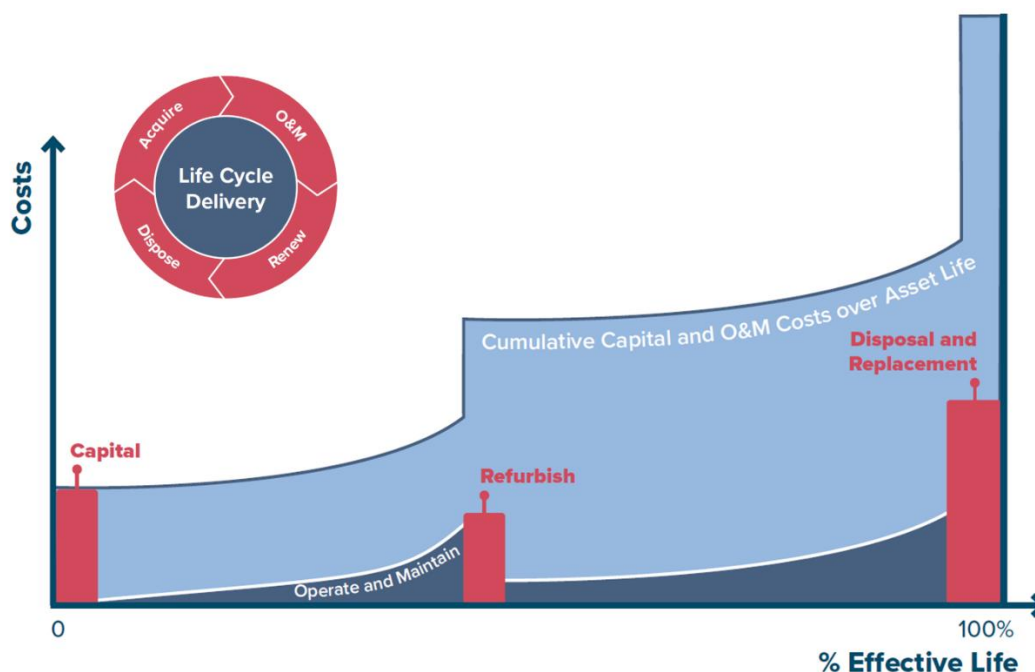 Acquire
O&M
Life Cycle
Delivery
Dispose
Renew
Costs
Cumulative Capital and O&M Costs over Asset Life
Disposal and
Replacement
Capital
Refurbish
Operate and Maintain
0
100%
% Effective Life